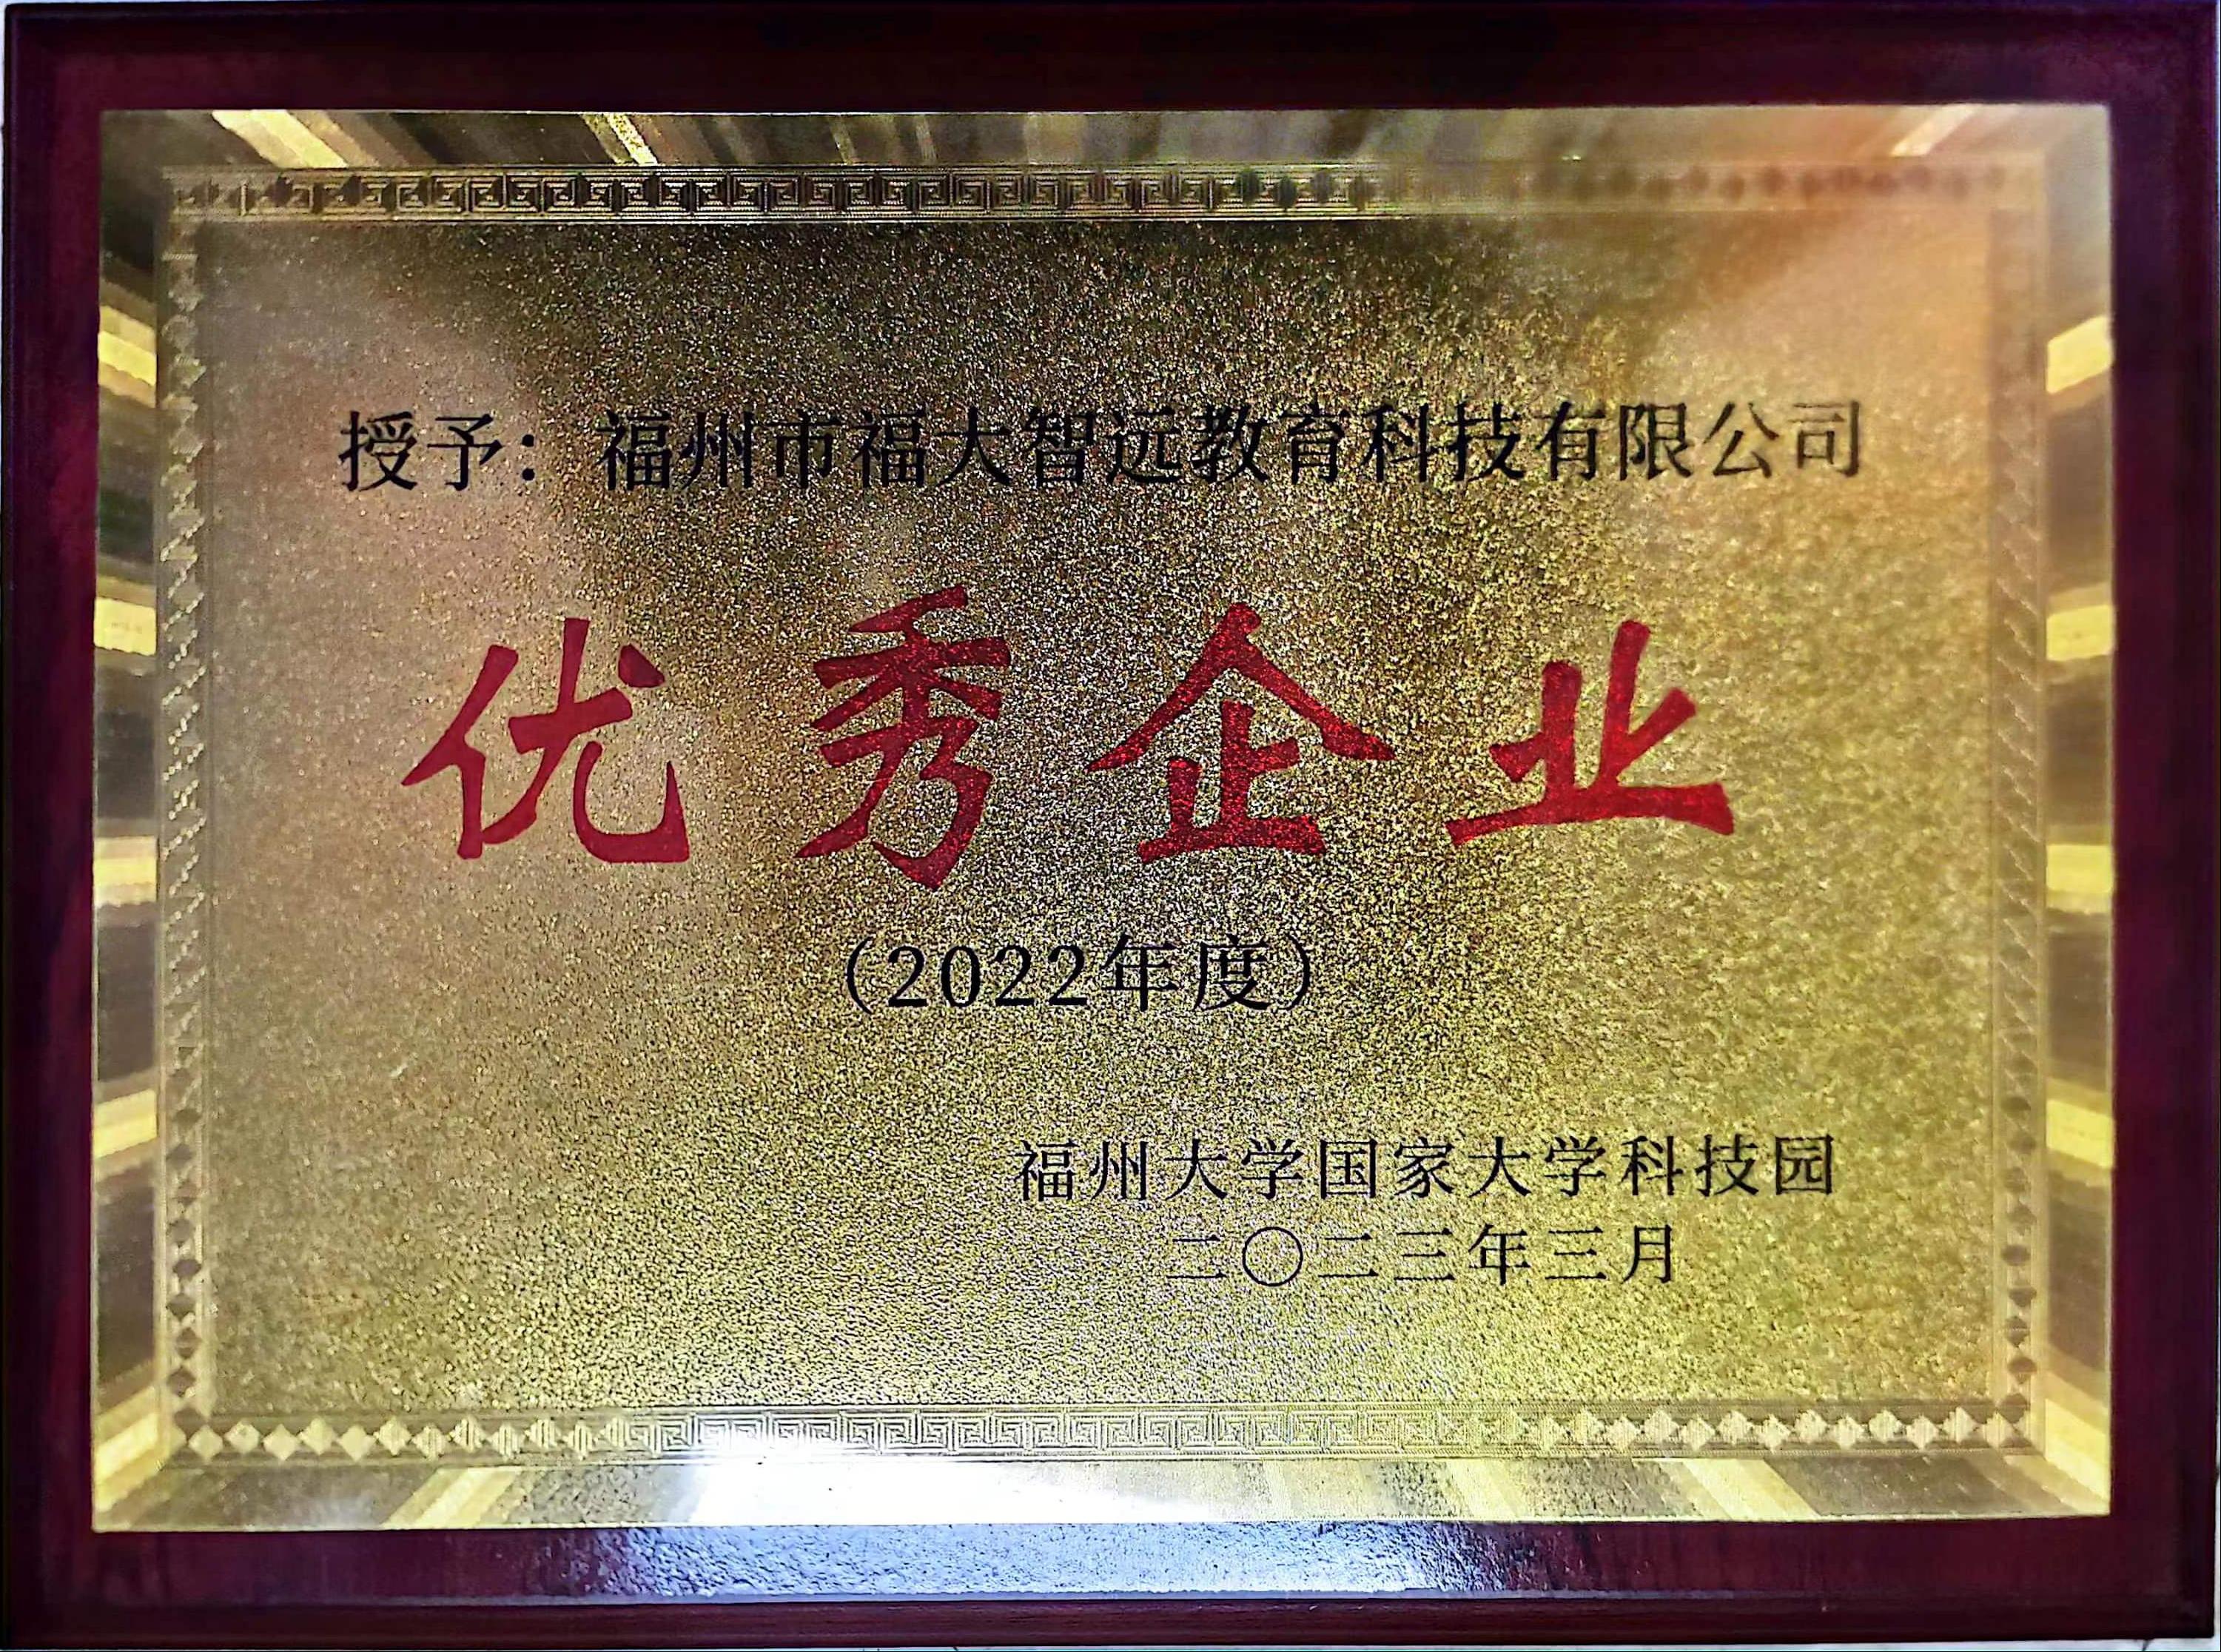 授予：福州市福大智远教育科技有限公司
优秀企业
（2022年度）
福州大学国家大学科技园
二〇二三年三月